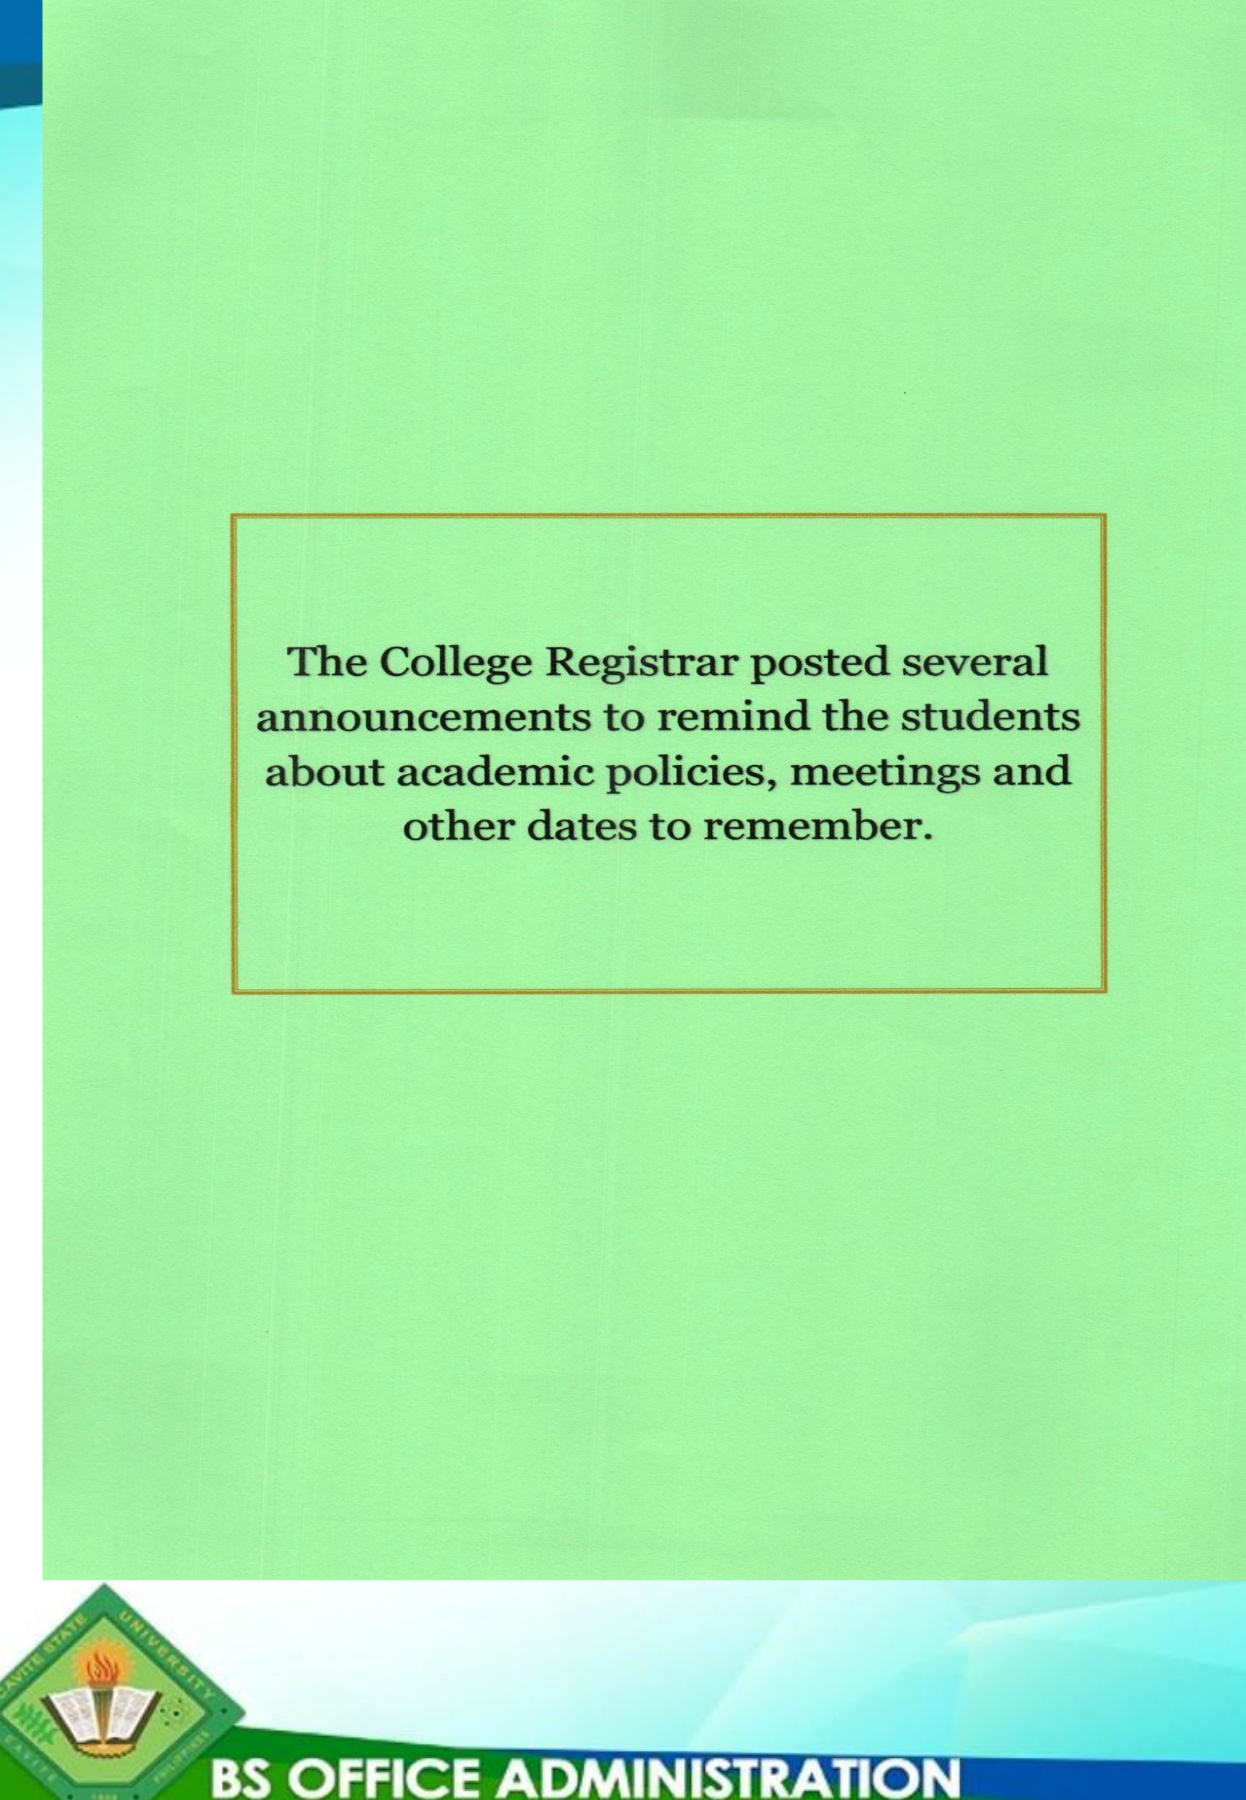 The College Registrar posted several
announcements to remind the students
about academic policies, meetings and
other dates to remember.
CAVITE STATE UNIVERSITY
CAVITE PHILIPPINES
BS OFFICE ADMINISTRATION